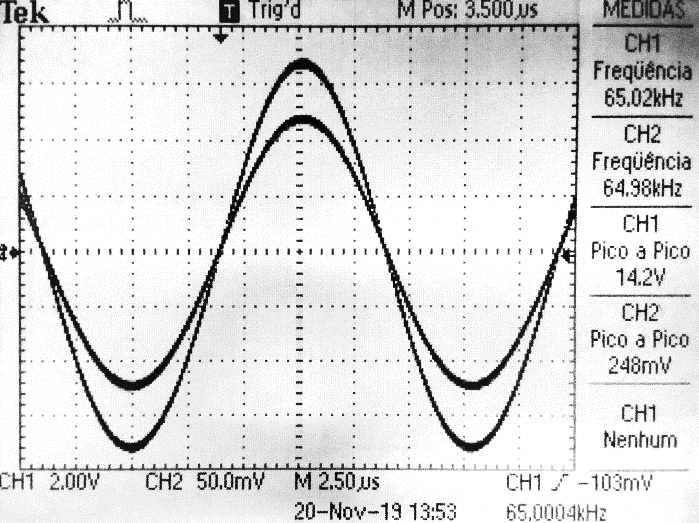 Tek T Trig'd M Pos: 3.500µs MEDIDAS
CH1
Freqüência
65.02kHz
CH2
Freqüência
64.98kHz
CH1
Pico a Pico
14.2V
CH2
Pico a Pico
248mV
CH1
Nenhum
CH1 2.00V CH2 50.0mV M 2.50µs CH1 -103mV
20-Nov-19 13:53 65.0004kHz